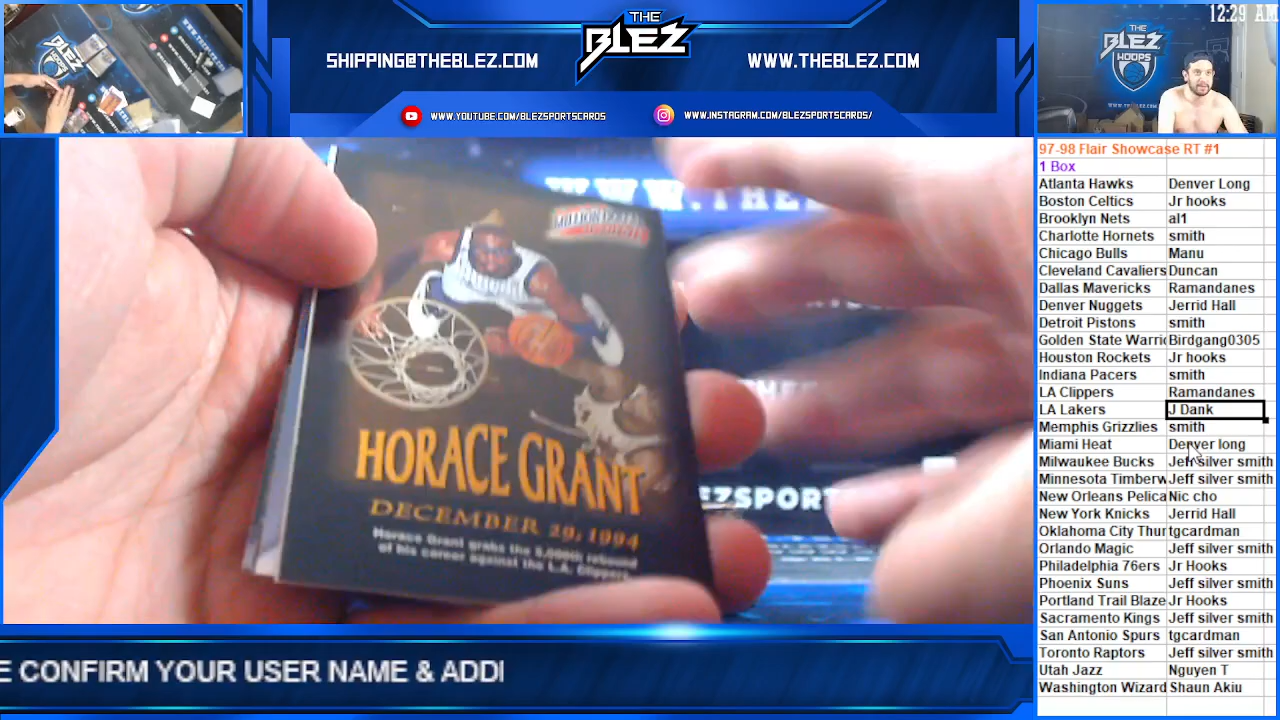 12:29 AM
THE
BLEZ
SHIPPING@THEBLEZ.COM
WWW.THEBLEZ.COM
WWW.YOUTUBE.COM/BLEZSPORTSCARDS
WWW.INSTAGRAM.COM/BLEZSPORTSCARDS/
THE
BLEZ
HOOPS
97-98 Flair Showcase RT #1
1 Box
Atlanta Hawks Denver Long
Boston Celtics Jr hooks
Brooklyn Nets al1
Charlotte Hornets smith
Chicago Bulls Manu
Cleveland Cavaliers Duncan
Dallas Mavericks Ramandanes
Denver Nuggets Jerrid Hall
Detroit Pistons smith
Golden State Warri Birdgang0305
Houston Rockets Jr hooks
Indiana Pacers smith
LA Clippers Ramandanes
LA Lakers J Dank
Memphis Grizzlies smith
Miami Heat Denver long
Milwaukee Bucks Jeff silver smith
Minnesota Timberw Jeff silver smith
New Orleans Pelica Nic cho
New York Knicks Jerrid Hall
Oklahoma City Thur tgcardman
Orlando Magic Jeff silver smith
Philadelphia 76ers Jr Hooks
Phoenix Suns Jeff silver smith
Portland Trail Blaze Jr Hooks
Sacramento Kings Jeff silver smith
San Antonio Spurs tgcardman
Toronto Raptors Jeff silver smith
Utah Jazz Nguyen T
Washington Wizard Shaun Akiu
WWW.THE
HORACE GRANT
DECEMBER 29, 1994
Horace Grant grabs the 5,000th rebound
of his career against the L.A. Clippers.
EZSPORT
E CONFIRM YOUR USER NAME & ADD